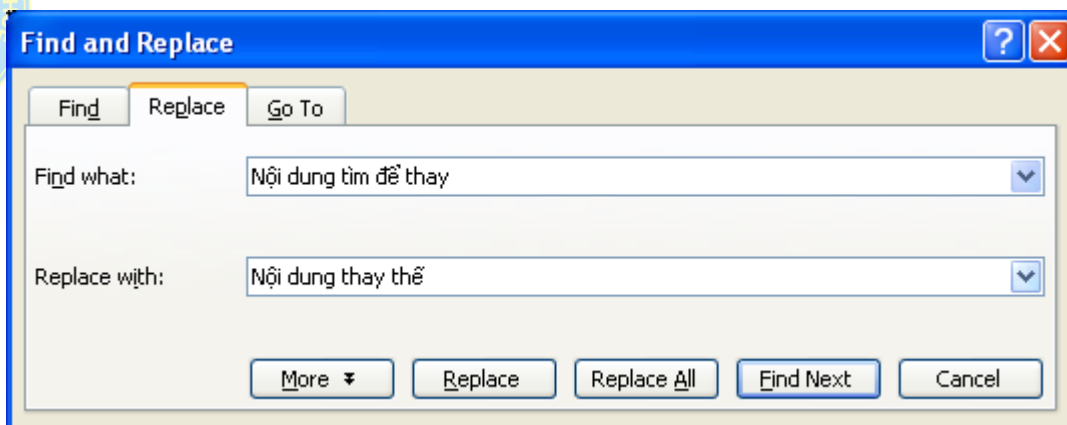 Find and Replace
Find Replace Go To
Find what: Nội dung tìm để thay
Replace with: Nội dung thay thế
More Replace Replace All Find Next Cancel